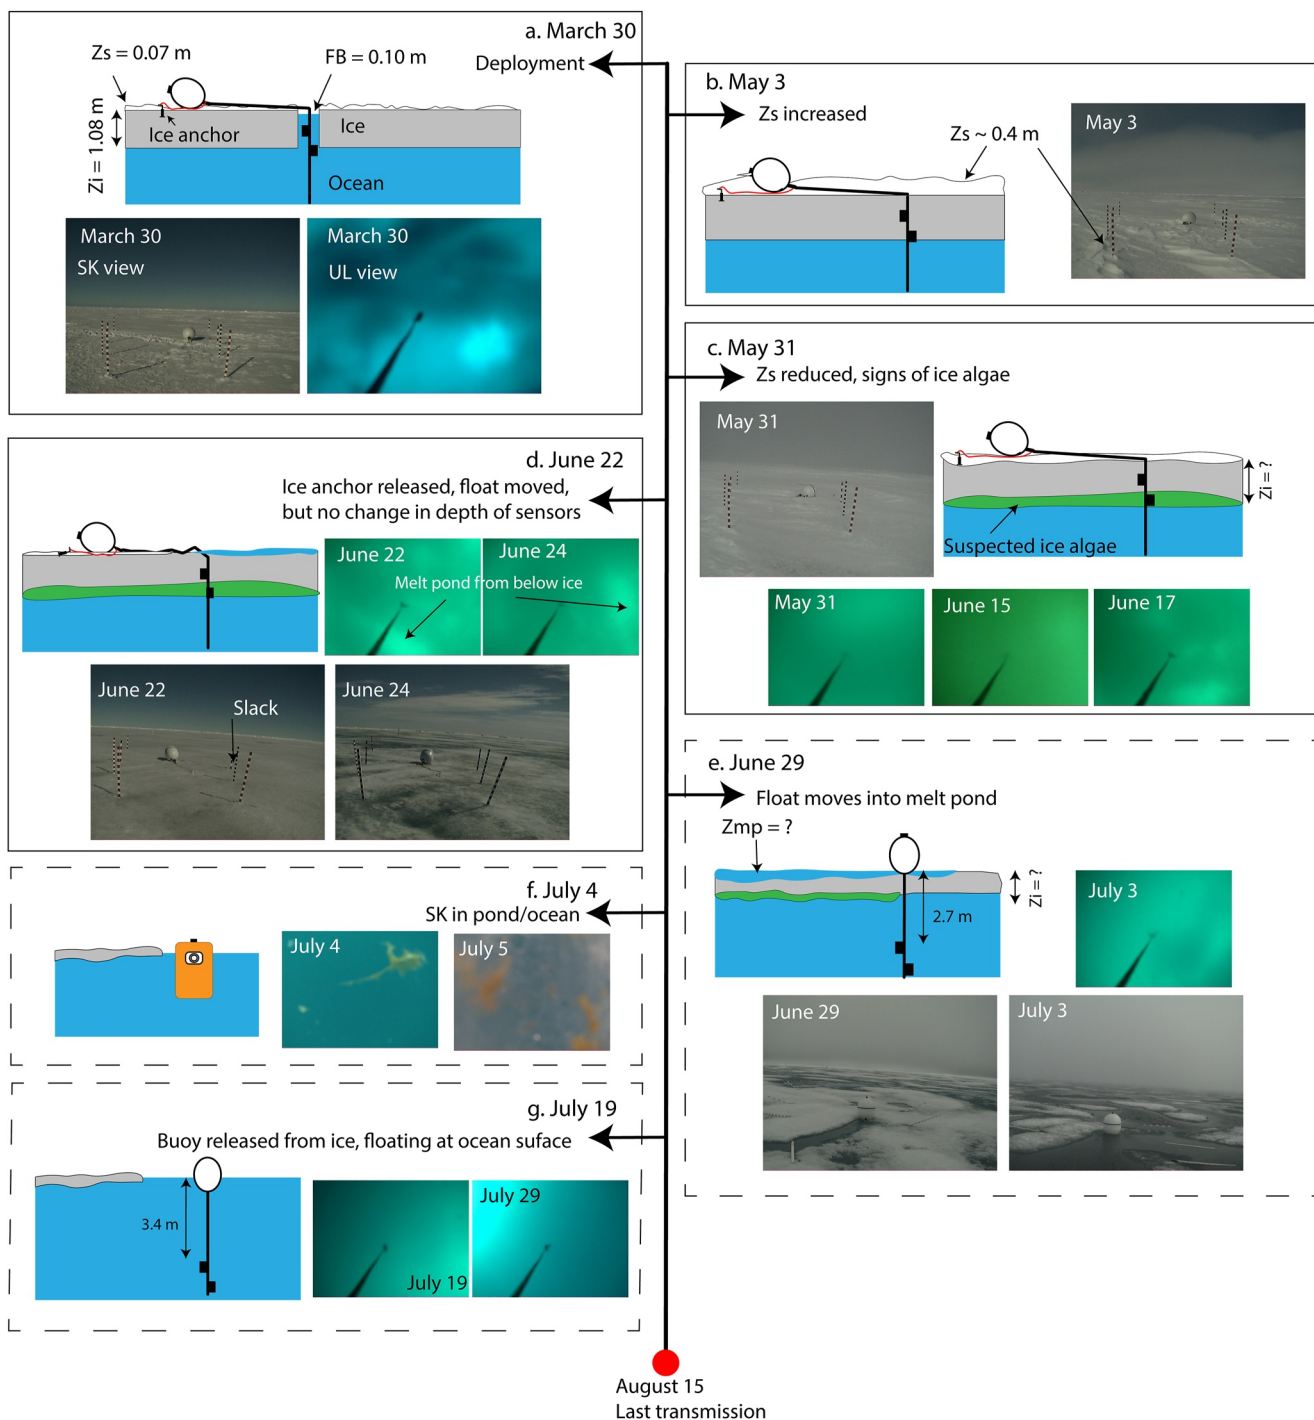 a. March 30
Deployment
Zs = 0.07 m
FB = 0.10 m
Zi = 1.08 m
Ice anchor
Ice
Ocean
March 30
SK view
March 30
UL view
b. May 3
Zs increased
Zs ~ 0.4 m
May 3
c. May 31
Zs reduced, signs of ice algae
May 31
Zi = ?
Suspected ice algae
May 31
June 15
June 17
d. June 22
Ice anchor released, float moved,
but no change in depth of sensors
June 22
June 24
Melt pond from below ice
June 22
Slack
June 24
e. June 29
Float moves into melt pond
Zmp = ?
2.7 m
Zi = ?
July 3
June 29
July 3
f. July 4
SK in pond/ocean
July 4
July 5
g. July 19
Buoy released from ice, floating at ocean suface
3.4 m
July 19
July 29
August 15
Last transmission